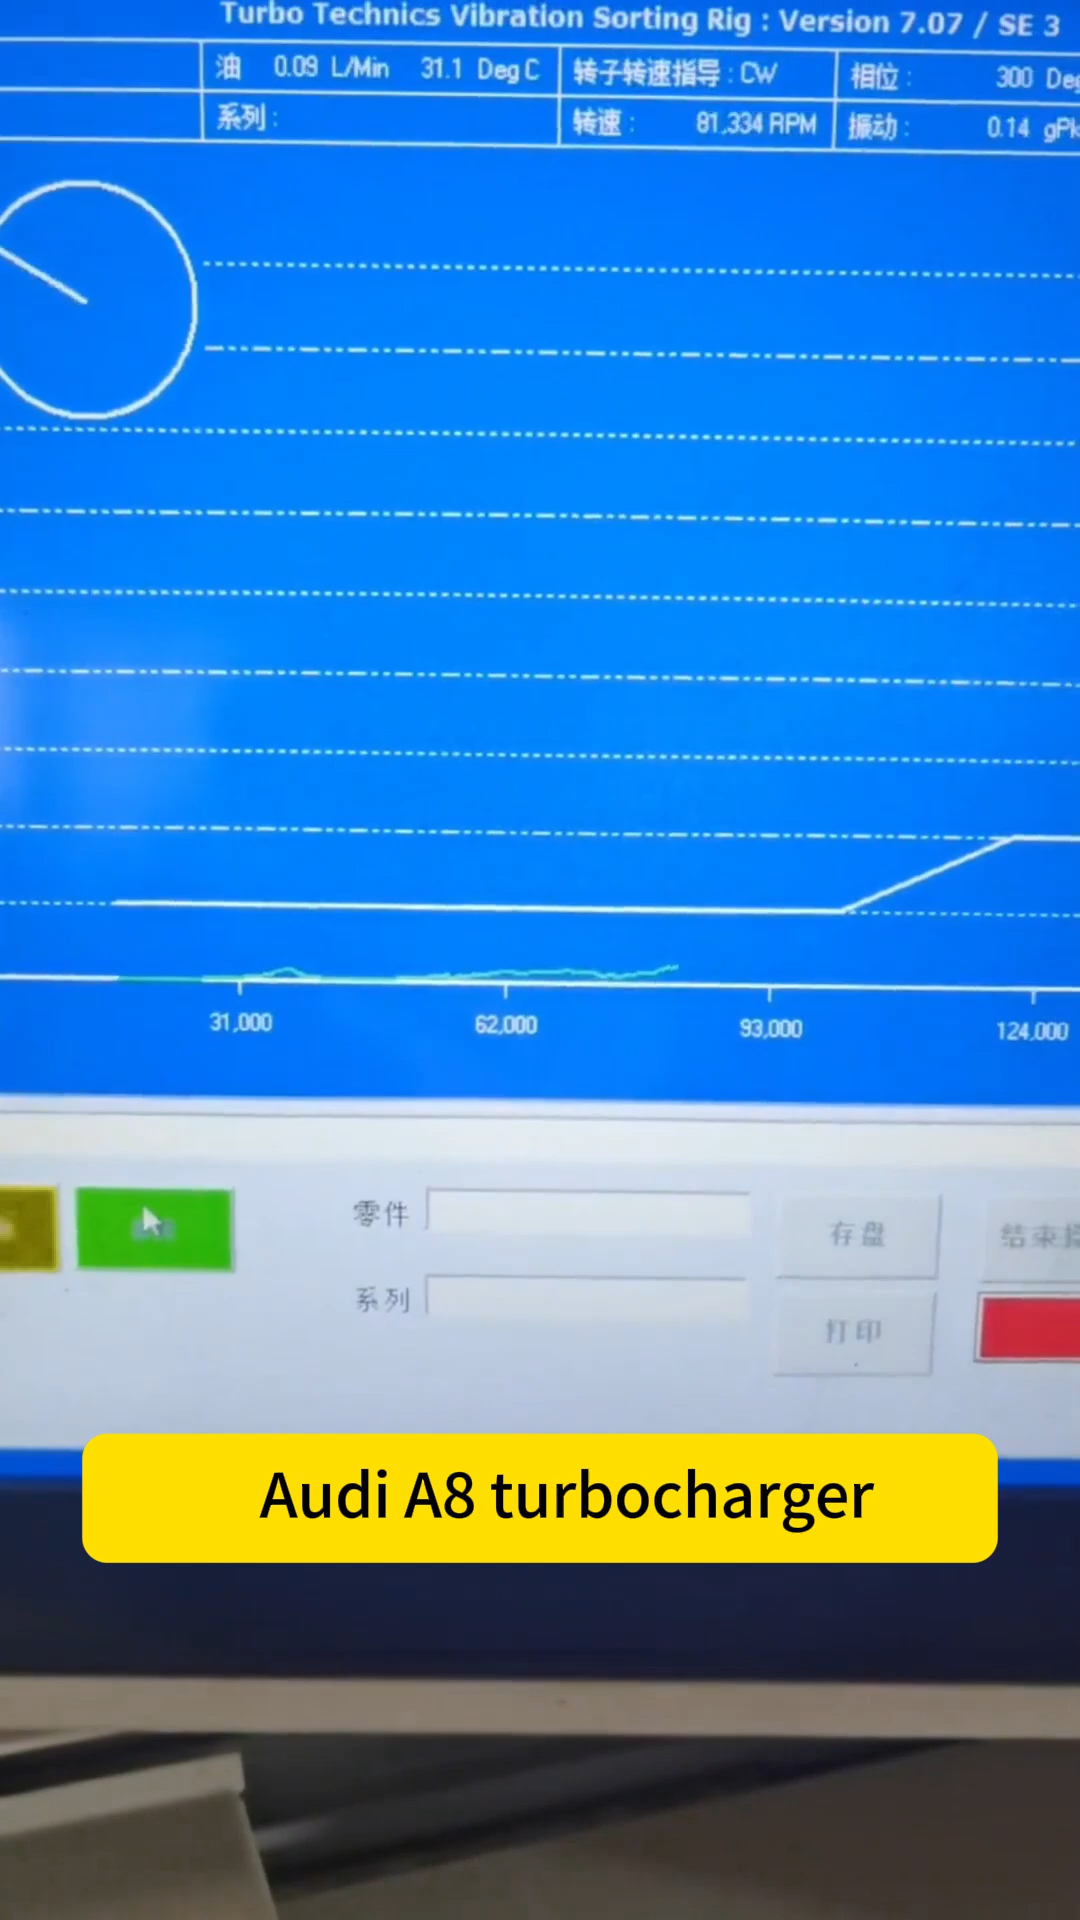 Turbo Technics Vibration Sorting Rig : Version 7.07 / SE 3
油 0.09 L/Min 31.1 Deg C 转子转速指导 : CW 相位 : 300 Deg
系列 : 转速 : 81,334 RPM 振动 : 0.14 gPk
31,000 62,000 93,000 124,000
零件 存盘 结束
系列 打印
Audi A8 turbocharger